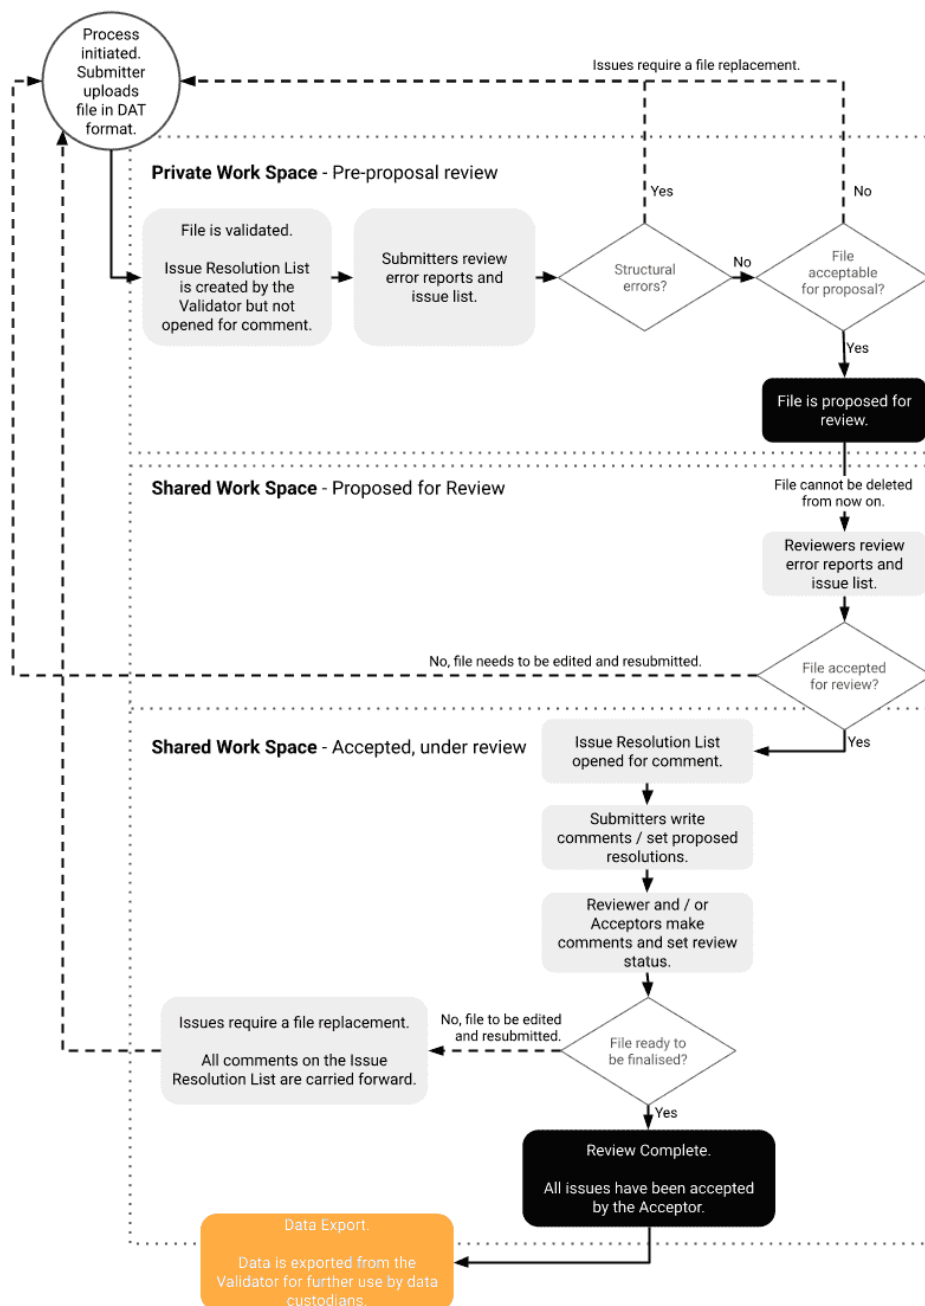 Process
initiated.
Submitter
uploads
file in DAT
format.
Issues require a file replacement.
Private Work Space - Pre-proposal review
Yes
No
File is validated.
Issue Resolution List
is created by the
Validator but not
opened for comment.
Submitters review
error reports and
issue list.
Structural
errors?
No
File
acceptable
for proposal?
Yes
File is proposed for
review.
Shared Work Space - Proposed for Review
File cannot be deleted
from now on.
Reviewers review
error reports and
issue list.
No, file needs to be edited and resubmitted.
File accepted
for review?
Yes
Shared Work Space - Accepted, under review
Issue Resolution List
opened for comment.
Submitters write
comments / set proposed
resolutions.
Reviewer and / or
Acceptors make
comments and set review
status.
Issues require a file replacement.
All comments on the Issue
Resolution List are carried forward.
No, file to be edited
and resubmitted.
File ready to
be finalised?
Yes
Review Complete.
All issues have been accepted
by the Acceptor.
Data Export.
Data is exported from the
Validator for further use by data
custodians.